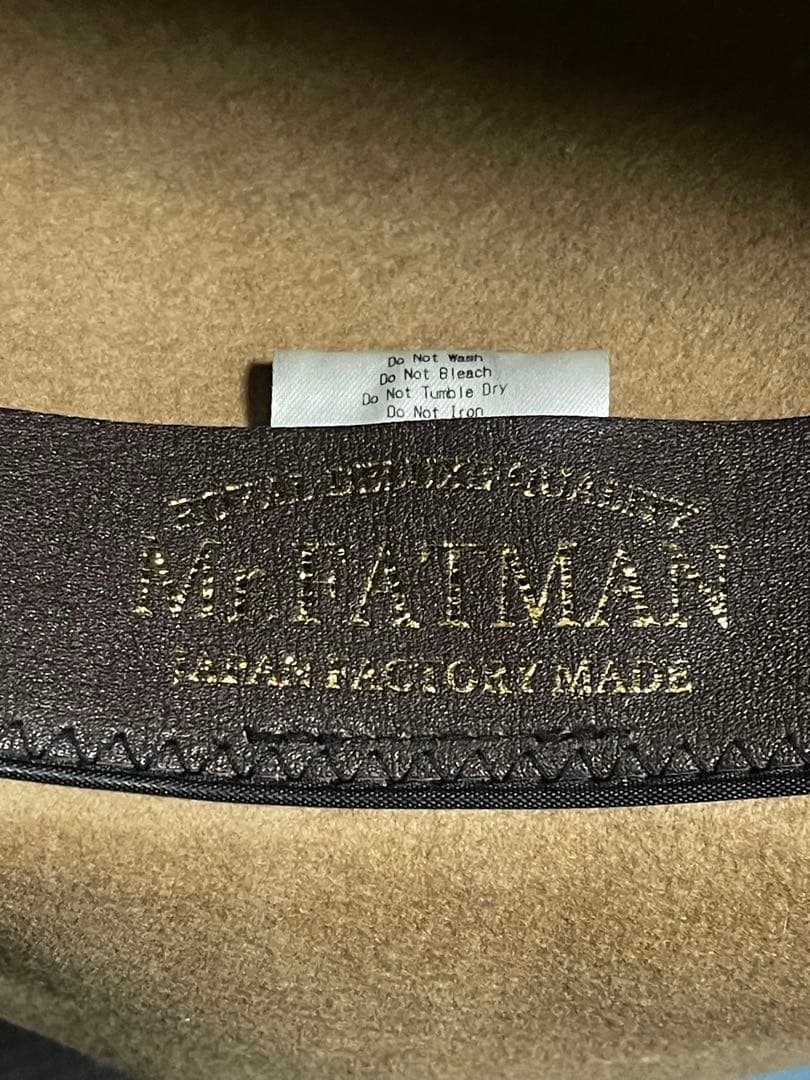 Do Not Wash
Do Not Bleach
Do Not Tumble Dry
Do Not Iron
ROYAL DELUXE QUALITY
Mr.FATMAN
JAPAN FACTORY MADE